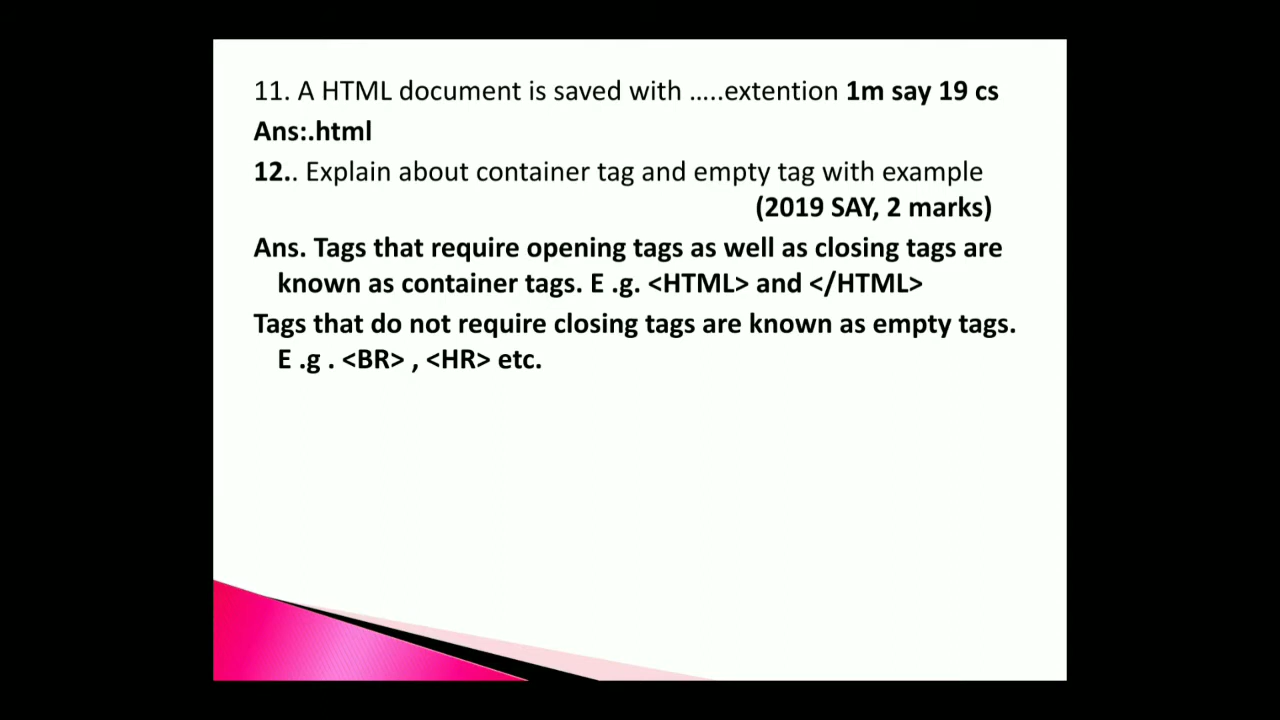 11. A HTML document is saved with …..extention 1m say 19 cs
Ans:.html
12.. Explain about container tag and empty tag with example
(2019 SAY, 2 marks)
Ans. Tags that require opening tags as well as closing tags are
known as container tags. E .g. <HTML> and </HTML>
Tags that do not require closing tags are known as empty tags.
E .g . <BR> , <HR> etc.